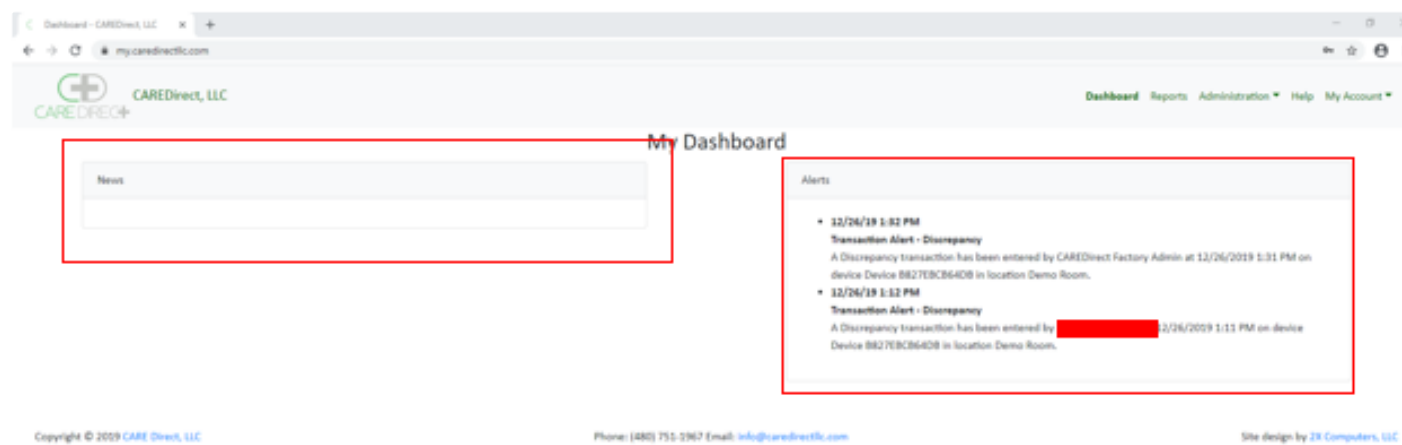 Dashboard - CAREDirect, LLC
my.caredirectllc.com
CAREDIRECT
CAREDirect, LLC
Dashboard Reports Administration Help My Account
My Dashboard
News
Alerts
12/26/19 1:32 PM
Transaction Alert - Discrepancy
A Discrepancy transaction has been entered by CAREDirect Factory Admin at 12/26/2019 1:31 PM on
device Device B827EBCB64DB in location Demo Room.
12/26/19 1:12 PM
Transaction Alert - Discrepancy
A Discrepancy transaction has been entered by 12/26/2019 1:11 PM on device
Device B827EBCB64DB in location Demo Room.
Copyright © 2019 CARE Direct, LLC
Phone: (480) 751-1967 Email: info@caredirectllc.com
Site design by 2X Computers, LLC